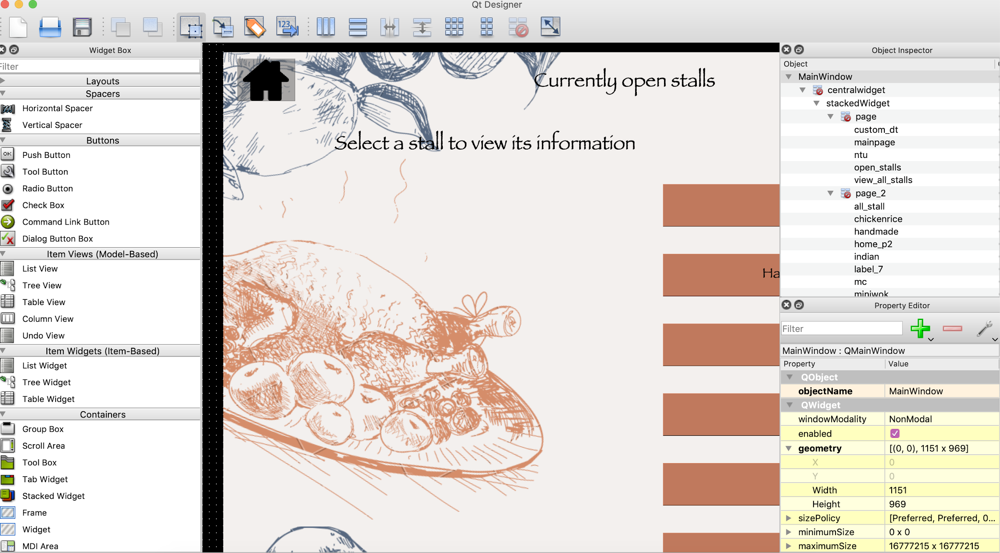 Qt Designer
123
Widget Box
Filter
Layouts
Spacers
Horizontal Spacer
Vertical Spacer
Buttons
OK
Push Button
Tool Button
Radio Button
Check Box
Command Link Button
Dialog Button Box
Item Views (Model-Based)
List View
Tree View
Table View
Column View
Undo View
Item Widgets (Item-Based)
List Widget
Tree Widget
Table Widget
Containers
Group Box
Scroll Area
Tool Box
Tab Widget
Stacked Widget
Frame
Widget
MDI Area
Currently open stalls
Select a stall to view its information
Ha
Object Inspector
Object
MainWindow
centralwidget
stackedWidget
page
custom_dt
mainpage
ntu
open_stalls
view_all_stalls
page_2
all_stall
chickenrice
handmade
home_p2
indian
label_7
mc
miniwok
Property Editor
Filter
MainWindow : QMainWindow
Property Value
QObject
objectName MainWindow
QWidget
windowModality NonModal
enabled
geometry [(0, 0), 1151 x 969]
X 0
Y 0
Width 1151
Height 969
sizePolicy [Preferred, Preferred, 0...
minimumSize 0 x 0
maximumSize 16777215 x 16777215